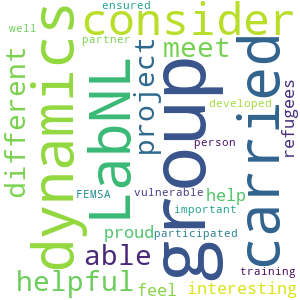 ensured
well
consider
partner
meet
dynamics
LabNL
project
group
carried
different
developed
refugees
person
FEMSA
vulnerable
help
important
proud
participated
able
training
helpful
feel
interesting